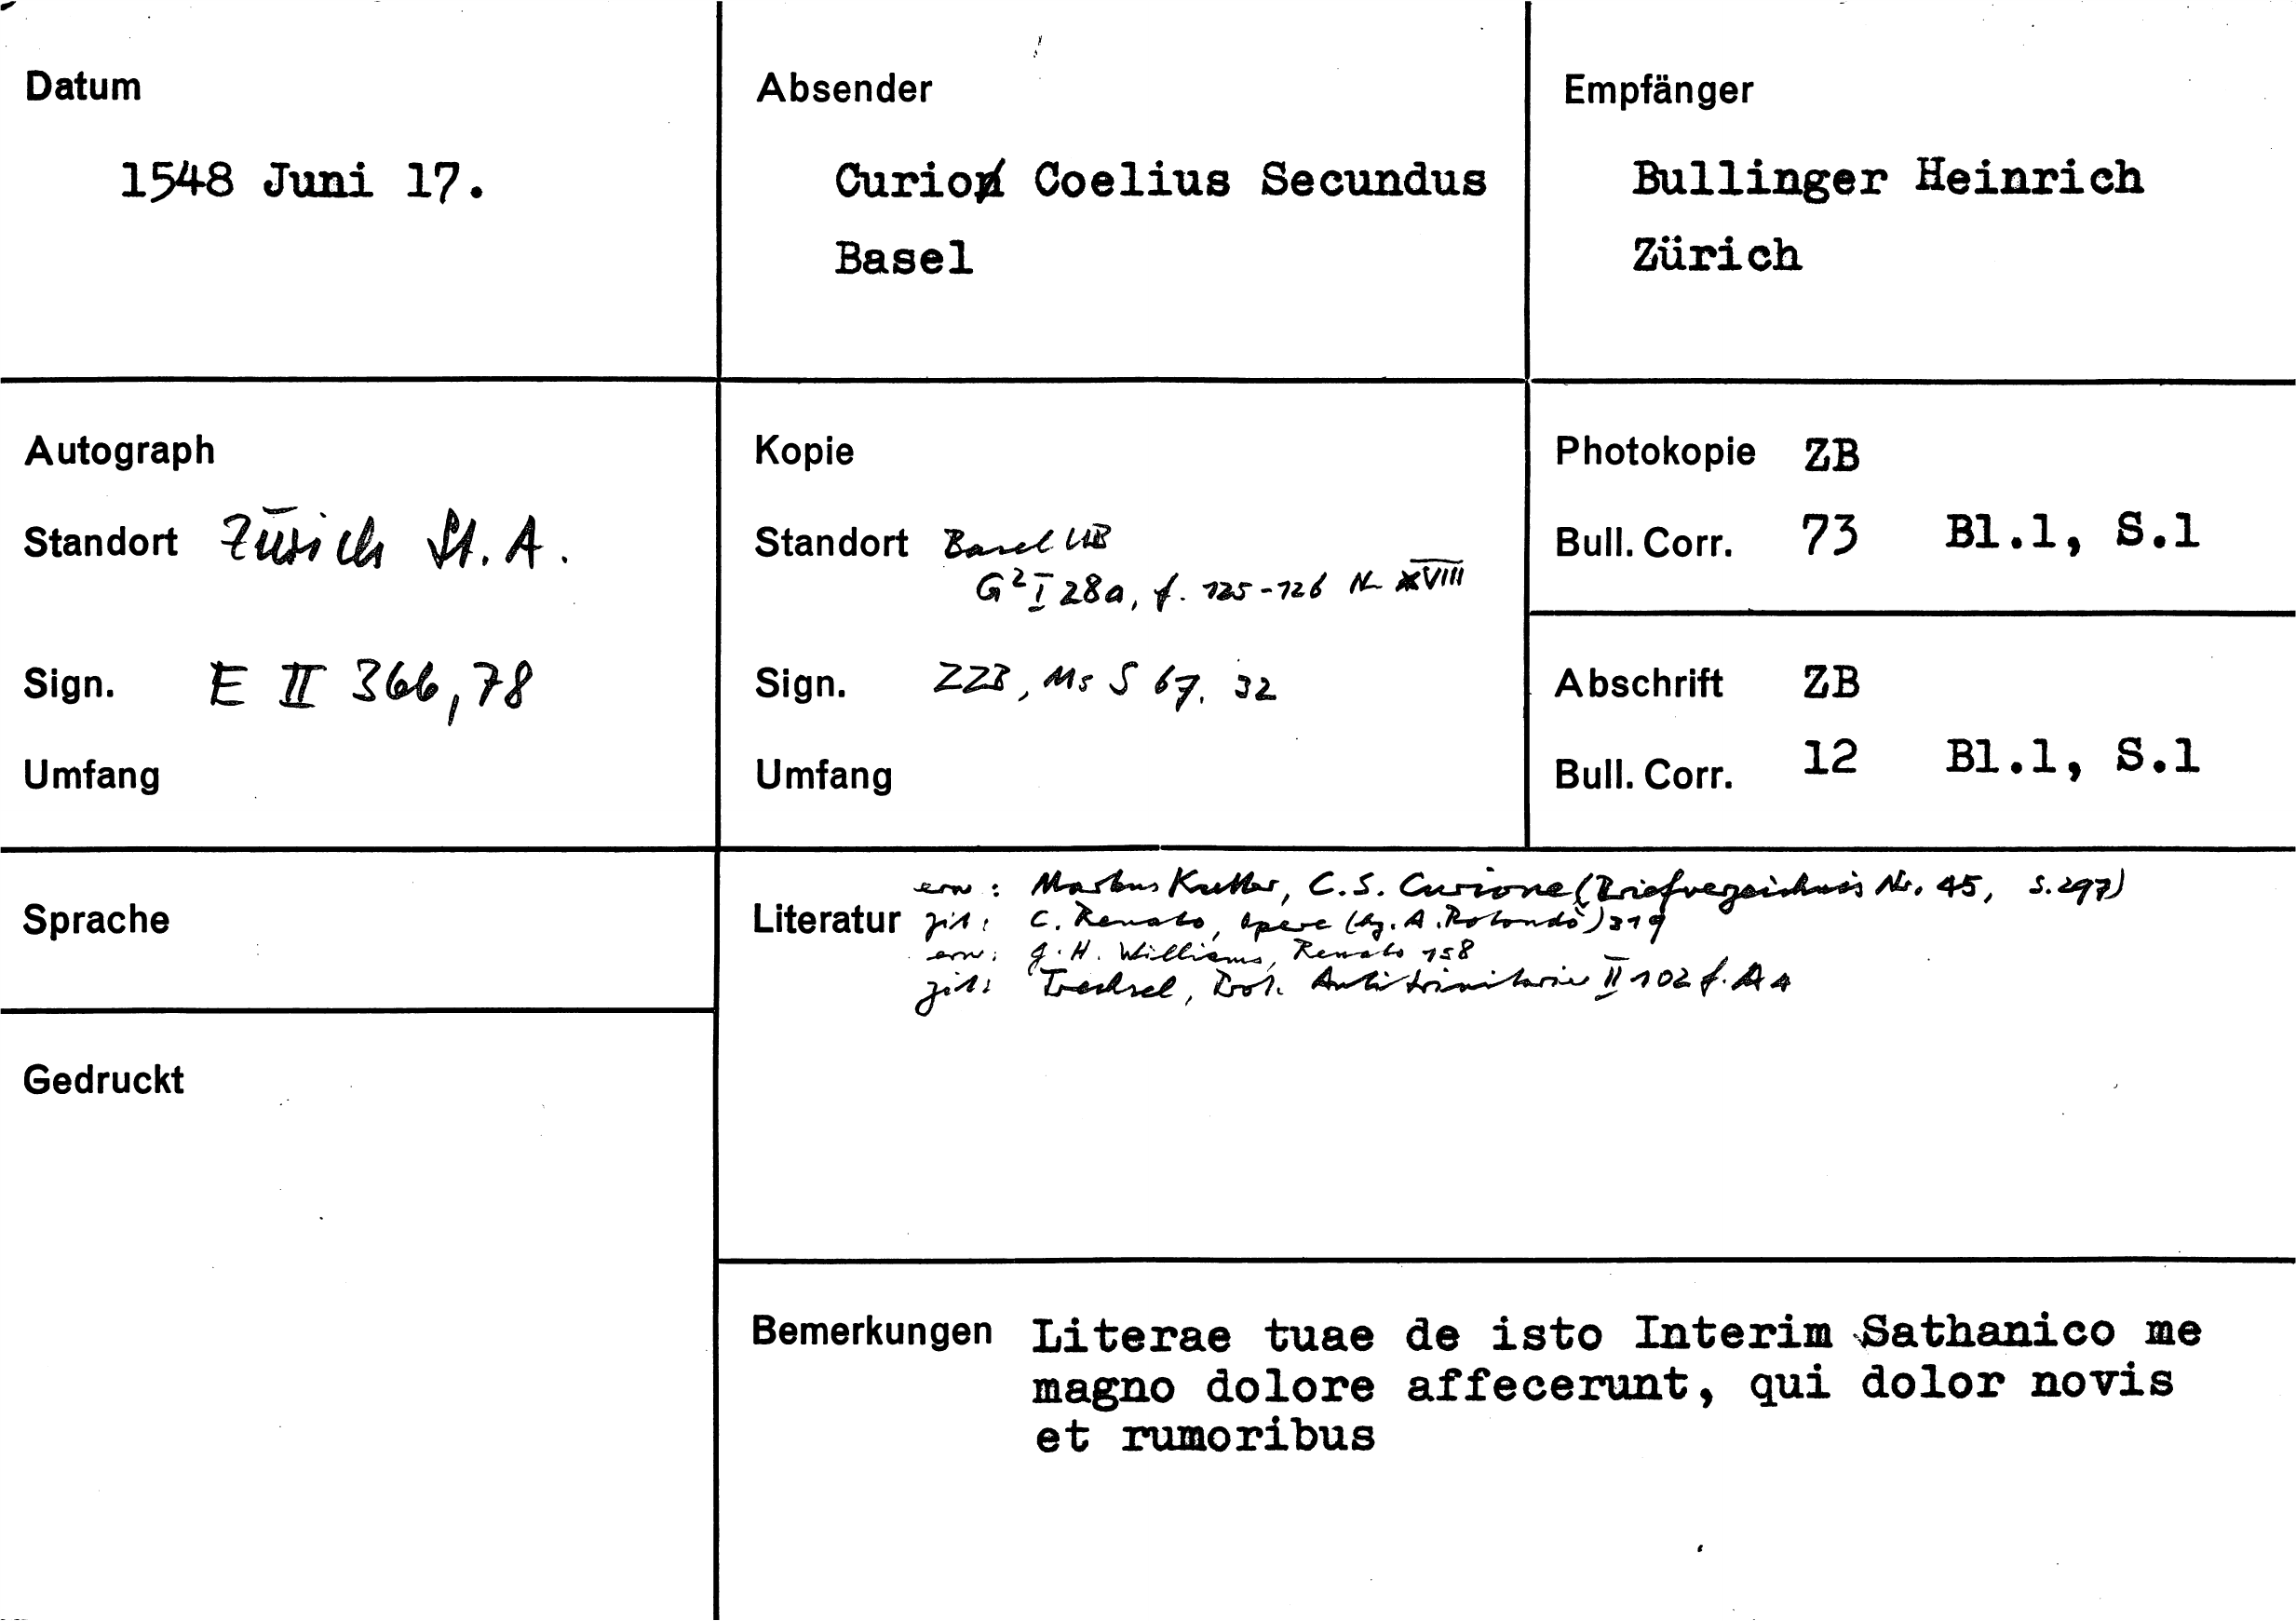 Datum
1548 Juni 17.
Absender
Curion Coelius Secundus
Basel
Empfänger
Bullinger Heinrich
Zürich
Autograph
Standort Zürich St. A.
Sign. E II 366,78
Umfang
Kopie
Standort Basel UB
G² I 28a, f. 125-126 N XVIII
Sign. ZZB, Ms S 67. 32
Umfang
Photokopie ZB
Bull. Corr. 73 Bl.1, S.1
Abschrift ZB
Bull. Corr. 12 Bl.1, S.1
Sprache
Gedruckt
erw: Markus Kutter, C. S. Curione (Briefverzeichnis Nr. 45, S. 297)
Literatur zit: C. Renato, Opere (hg. A. Rotondò) 319
erw: G. H. Williams, Renato 158
zit: Trechsel, Prot. Antitrinitarier II 102 f. A 4
Bemerkungen Literae tuae de isto Interim Sathanico me
magno dolore affecerunt, qui dolor novis
et rumoribus